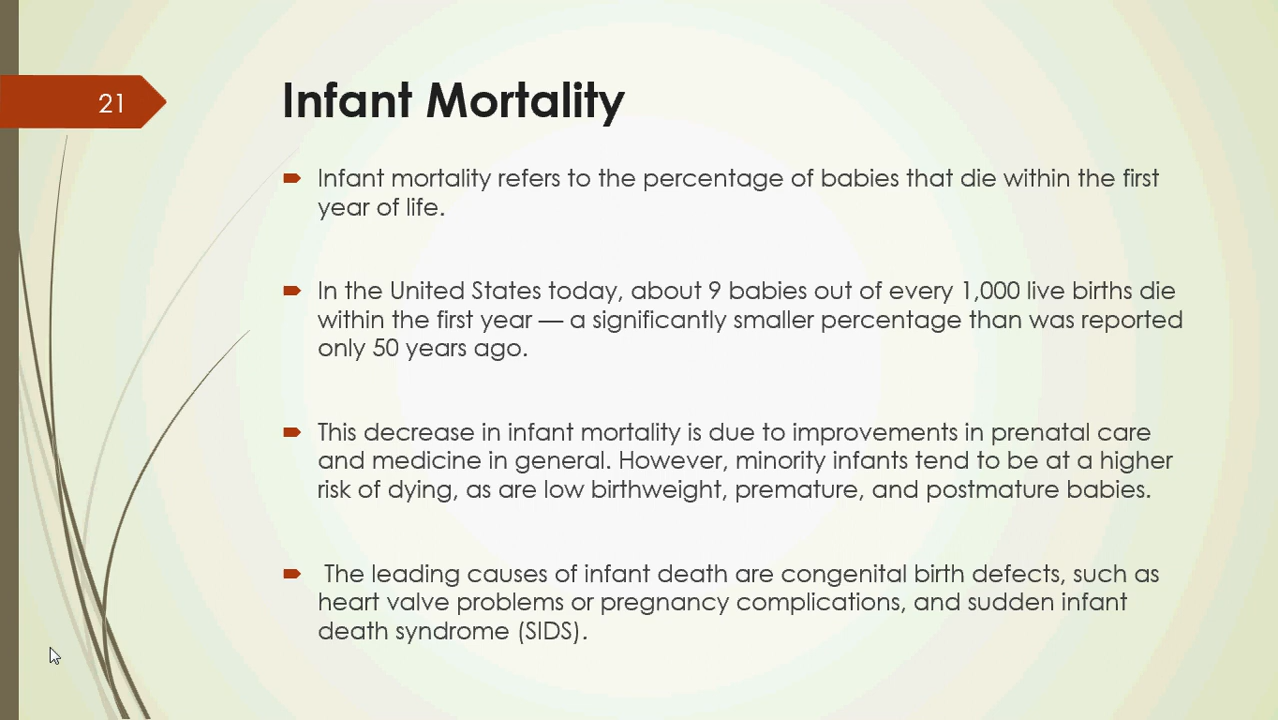 21
Infant Mortality
Infant mortality refers to the percentage of babies that die within the first
year of life.
In the United States today, about 9 babies out of every 1,000 live births die
within the first year — a significantly smaller percentage than was reported
only 50 years ago.
This decrease in infant mortality is due to improvements in prenatal care
and medicine in general. However, minority infants tend to be at a higher
risk of dying, as are low birthweight, premature, and postmature babies.
The leading causes of infant death are congenital birth defects, such as
heart valve problems or pregnancy complications, and sudden infant
death syndrome (SIDS).